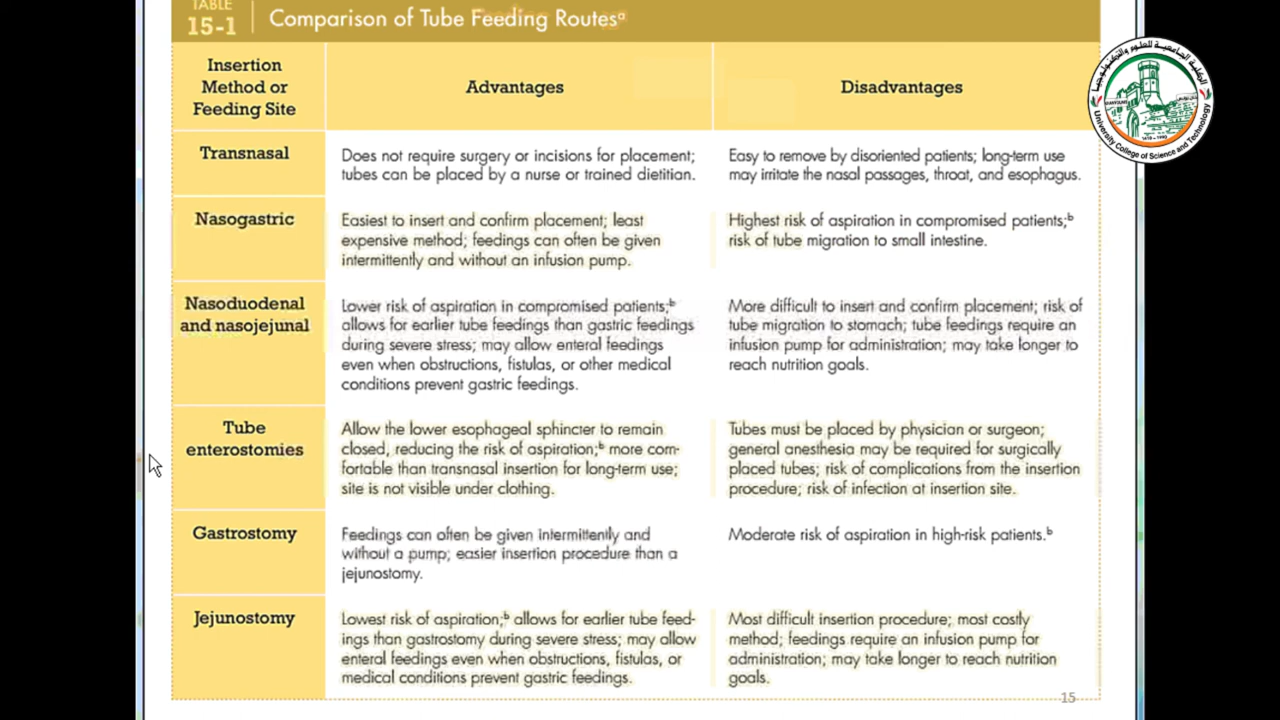 TABLE
15-1
Comparison of Tube Feeding Routesª
Insertion
Method or
Feeding Site
Advantages
Disadvantages
Transnasal
Does not require surgery or incisions for placement;
tubes can be placed by a nurse or trained dietitian.
Easy to remove by disoriented patients; long-term use
may irritate the nasal passages, throat, and esophagus.
Nasogastric
Easiest to insert and confirm placement; least
expensive method; feedings can often be given
intermittently and without an infusion pump.
Highest risk of aspiration in compromised patients;ᵇ
risk of tube migration to small intestine.
Nasoduodenal
and nasojejunal
Lower risk of aspiration in compromised patients;ᵇ
allows for earlier tube feedings than gastric feedings
during severe stress; may allow enteral feedings
even when obstructions, fistulas, or other medical
conditions prevent gastric feedings.
More difficult to insert and confirm placement; risk of
tube migration to stomach; tube feedings require an
infusion pump for administration; may take longer to
reach nutrition goals.
Tube
enterostomies
Allow the lower esophageal sphincter to remain
closed, reducing the risk of aspiration;ᵇ more com-
fortable than transnasal insertion for long-term use;
site is not visible under clothing.
Tubes must be placed by physician or surgeon;
general anesthesia may be required for surgically
placed tubes; risk of complications from the insertion
procedure; risk of infection at insertion site.
Gastrostomy
Feedings can often be given intermittently and
without a pump; easier insertion procedure than a
jejunostomy.
Moderate risk of aspiration in high-risk patients.ᵇ
Jejunostomy
Lowest risk of aspiration;ᵇ allows for earlier tube feed-
ings than gastrostomy during severe stress; may allow
enteral feedings even when obstructions, fistulas, or
medical conditions prevent gastric feedings.
Most difficult insertion procedure; most costly
method; feedings require an infusion pump for
administration; may take longer to reach nutrition
goals.
15
الكلية الجامعية للعلوم والتكنولوجيا
University College of Science and Technology